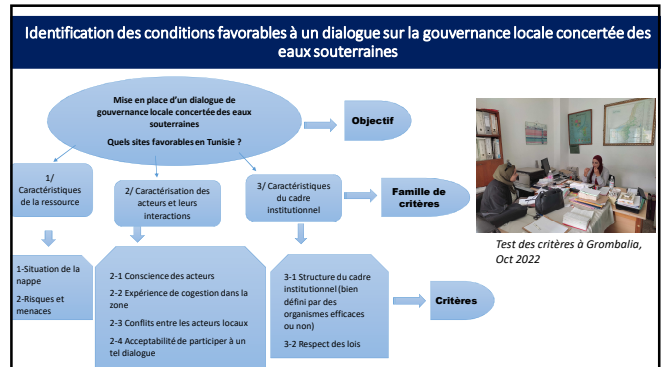 Identification des conditions favorables à un dialogue sur la gouvernance locale concertée des
eaux souterraines
Mise en place d'un dialogue de
gouvernance locale concertée des eaux
souterraines
Quels sites favorables en Tunisie ?
Objectif
1/
Caractéristiques
de la ressource
2/ Caractérisation des
acteurs et leurs
interactions
3/ Caractéristiques
du cadre
institutionnel
Famille de
critères
Test des critères à Grombalia,
Oct 2022
1-Situation de la
nappe
2-Risques et
menaces
2-1 Conscience des acteurs
2-2 Expérience de cogestion dans la
zone
2-3 Conflits entre les acteurs locaux
2-4 Acceptabilité de participer à un
tel dialogue
3-1 Structure du cadre
institutionnel (bien
défini par des
organismes efficaces
ou non)
3-2 Respect des lois
Critères